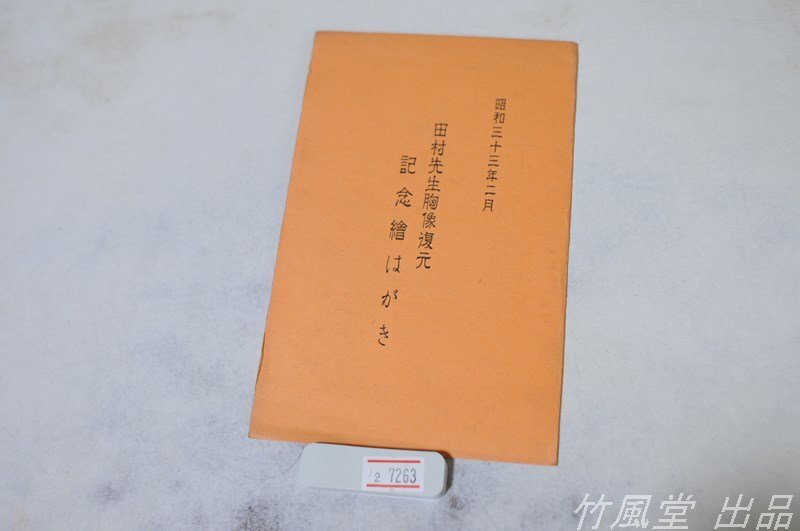 昭和三十三年二月
田村先生胸像復元
記念繪はがき
2 7263
竹風堂 出品